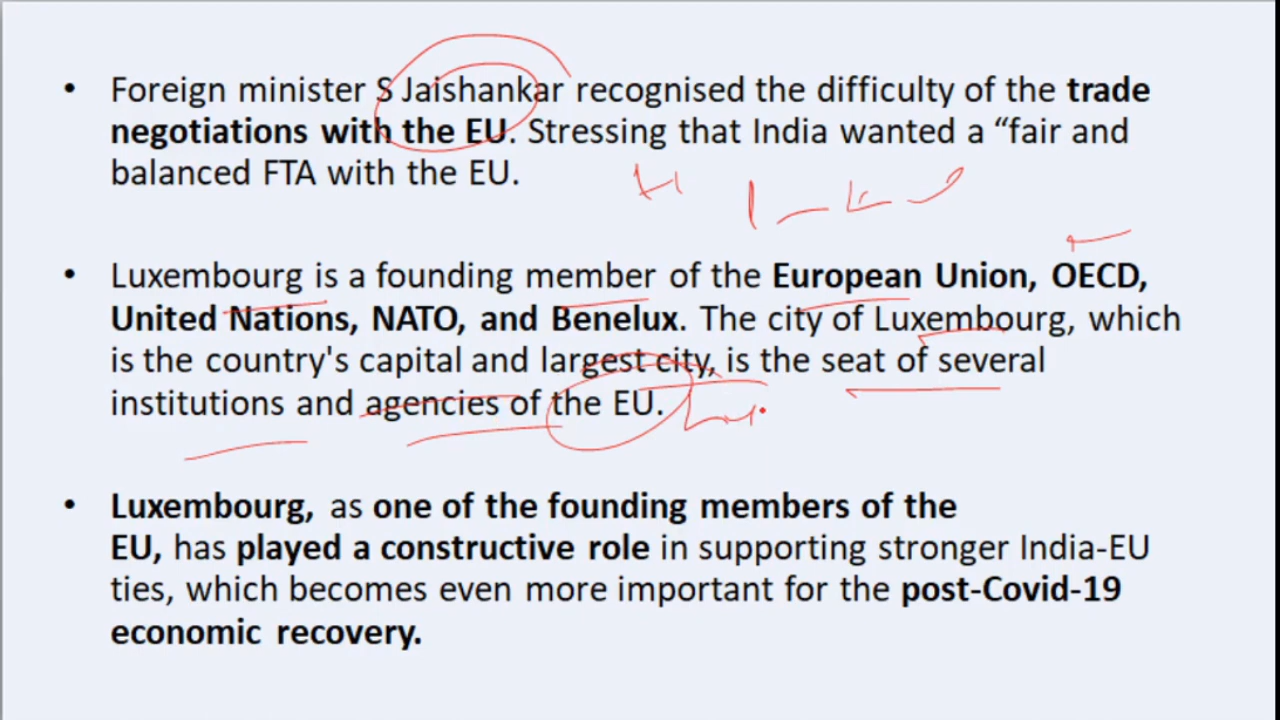 • Foreign minister S Jaishankar recognised the difficulty of the trade
negotiations with the EU. Stressing that India wanted a “fair and
balanced FTA with the EU.
• Luxembourg is a founding member of the European Union, OECD,
United Nations, NATO, and Benelux. The city of Luxembourg, which
is the country's capital and largest city, is the seat of several
institutions and agencies of the EU.
• Luxembourg, as one of the founding members of the
EU, has played a constructive role in supporting stronger India-EU
ties, which becomes even more important for the post-Covid-19
economic recovery.